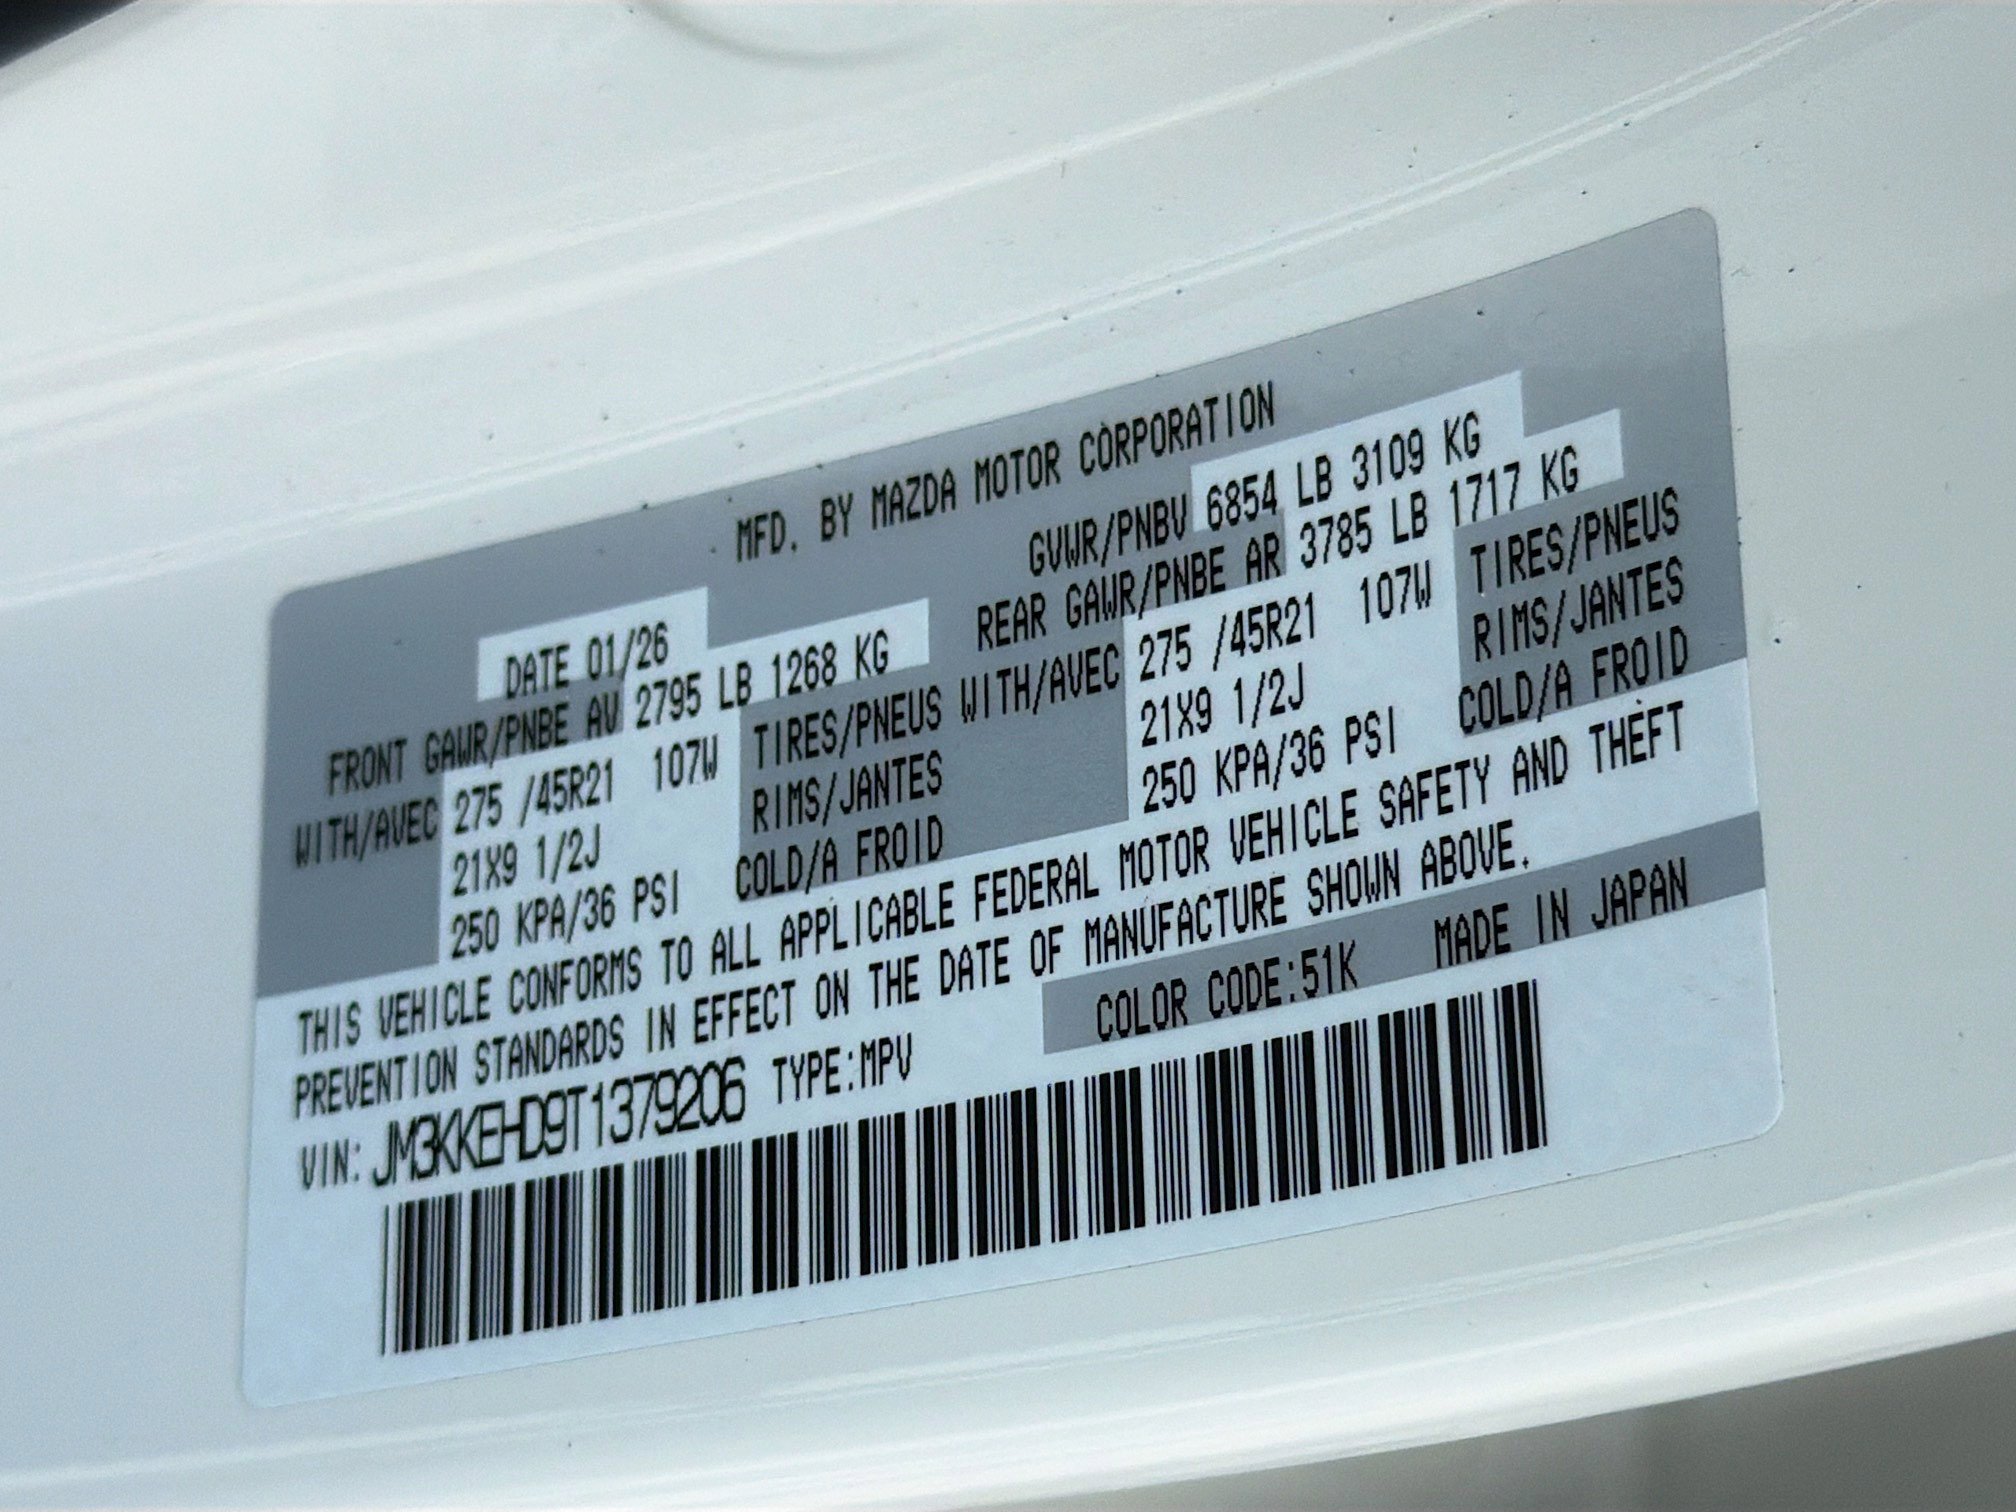 MFD. BY MAZDA MOTOR CORPORATION
DATE 01/26 GVWR/PNBV 6854 LB 3109 KG
FRONT GAWR/PNBE AV 2795 LB 1268 KG REAR GAWR/PNBE AR 3785 LB 1717 KG
WITH/AVEC 275 /45R21 107W TIRES/PNEUS WITH/AVEC 275 /45R21 107W TIRES/PNEUS
21X9 1/2J RIMS/JANTES 21X9 1/2J RIMS/JANTES
250 KPA/36 PSI COLD/A FROID 250 KPA/36 PSI COLD/A FROID
THIS VEHICLE CONFORMS TO ALL APPLICABLE FEDERAL MOTOR VEHICLE SAFETY AND THEFT
PREVENTION STANDARDS IN EFFECT ON THE DATE OF MANUFACTURE SHOWN ABOVE.
VIN: JM3KKEHD9T1379206 TYPE:MPV COLOR CODE:51K MADE IN JAPAN